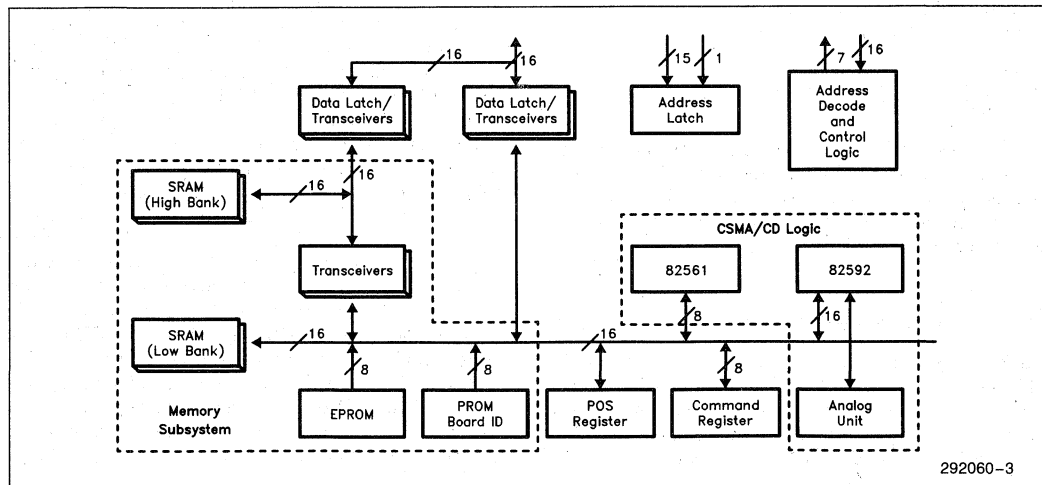 16
16
15
1
7
16
Data Latch/
Transceivers
Data Latch/
Transceivers
Address
Latch
Address
Decode
and
Control
Logic
16
SRAM
(High Bank)
16
CSMA/CD Logic
Transceivers
82561
82592
8
16
SRAM
(Low Bank)
16
16
8
8
8
Memory
Subsystem
EPROM
PROM
Board ID
POS
Register
Command
Register
Analog
Unit
292060-3